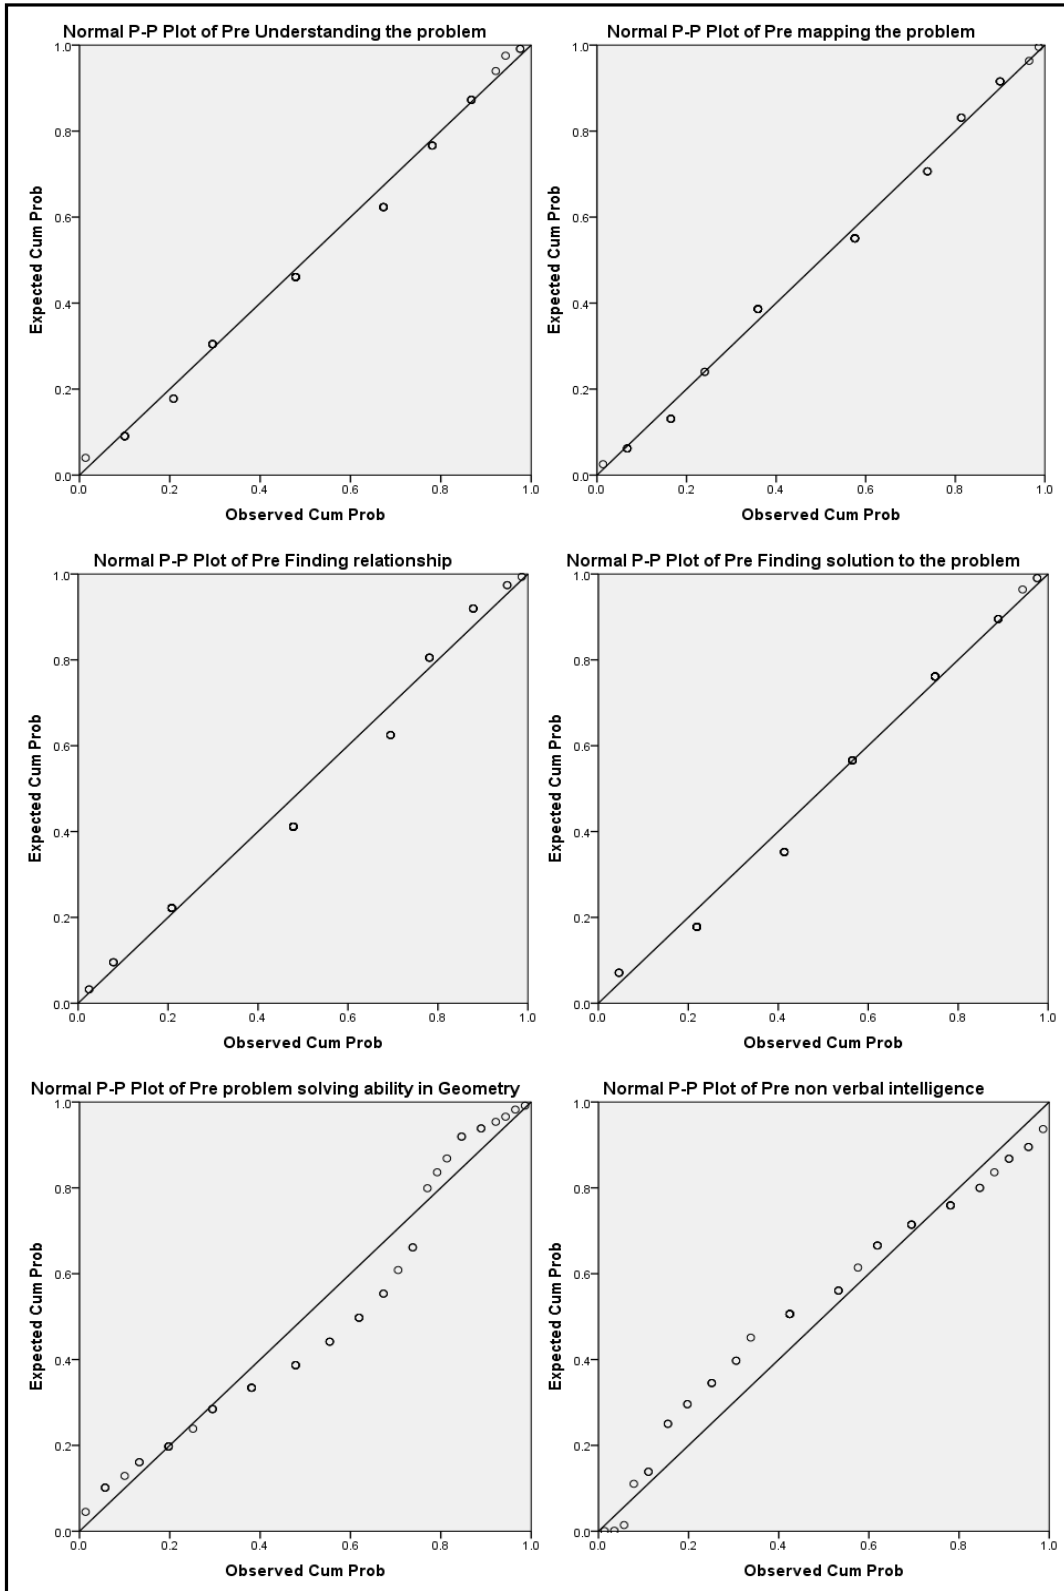 Normal P-P Plot of Pre Understanding the problem
Expected Cum Prob
1.0
0.8
0.6
0.4
0.2
0.0
0.0 0.2 0.4 0.6 0.8 1.0
Observed Cum Prob
Normal P-P Plot of Pre mapping the problem
Expected Cum Prob
1.0
0.8
0.6
0.4
0.2
0.0
0.0 0.2 0.4 0.6 0.8 1.0
Observed Cum Prob
Normal P-P Plot of Pre Finding relationship
Expected Cum Prob
1.0
0.8
0.6
0.4
0.2
0.0
0.0 0.2 0.4 0.6 0.8 1.0
Observed Cum Prob
Normal P-P Plot of Pre Finding solution to the problem
Expected Cum Prob
1.0
0.8
0.6
0.4
0.2
0.0
0.0 0.2 0.4 0.6 0.8 1.0
Observed Cum Prob
Normal P-P Plot of Pre problem solving ability in Geometry
Expected Cum Prob
1.0
0.8
0.6
0.4
0.2
0.0
0.0 0.2 0.4 0.6 0.8 1.0
Observed Cum Prob
Normal P-P Plot of Pre non verbal intelligence
Expected Cum Prob
1.0
0.8
0.6
0.4
0.2
0.0
0.0 0.2 0.4 0.6 0.8 1.0
Observed Cum Prob